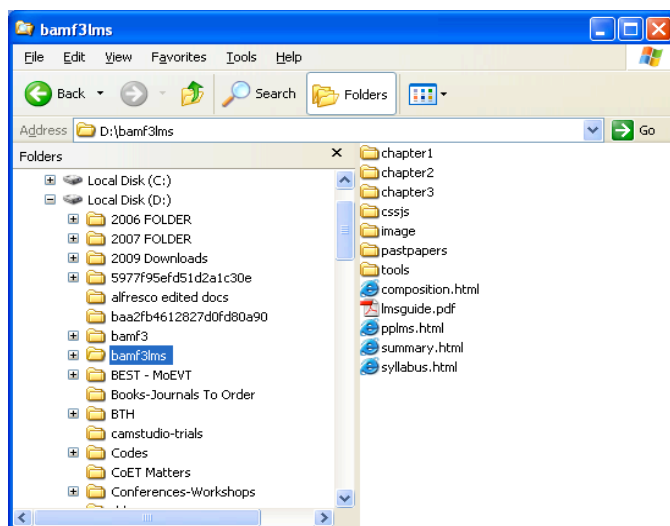 bamf3lms
File Edit View Favorites Tools Help
Back Search Folders
Address D:\bamf3lms Go
Folders
Local Disk (C:)
Local Disk (D:)
2006 FOLDER
2007 FOLDER
2009 Downloads
5977f95efd51d2a1c30e
alfresco edited docs
baa2fb4612827d0fd80a90
bamf3
bamf3lms
BEST - MoEVT
Books-Journals To Order
BTH
camstudio-trials
Codes
CoET Matters
Conferences-Workshops
chapter1
chapter2
chapter3
cssjs
image
pastpapers
tools
composition.html
lmsguide.pdf
pplms.html
summary.html
syllabus.html